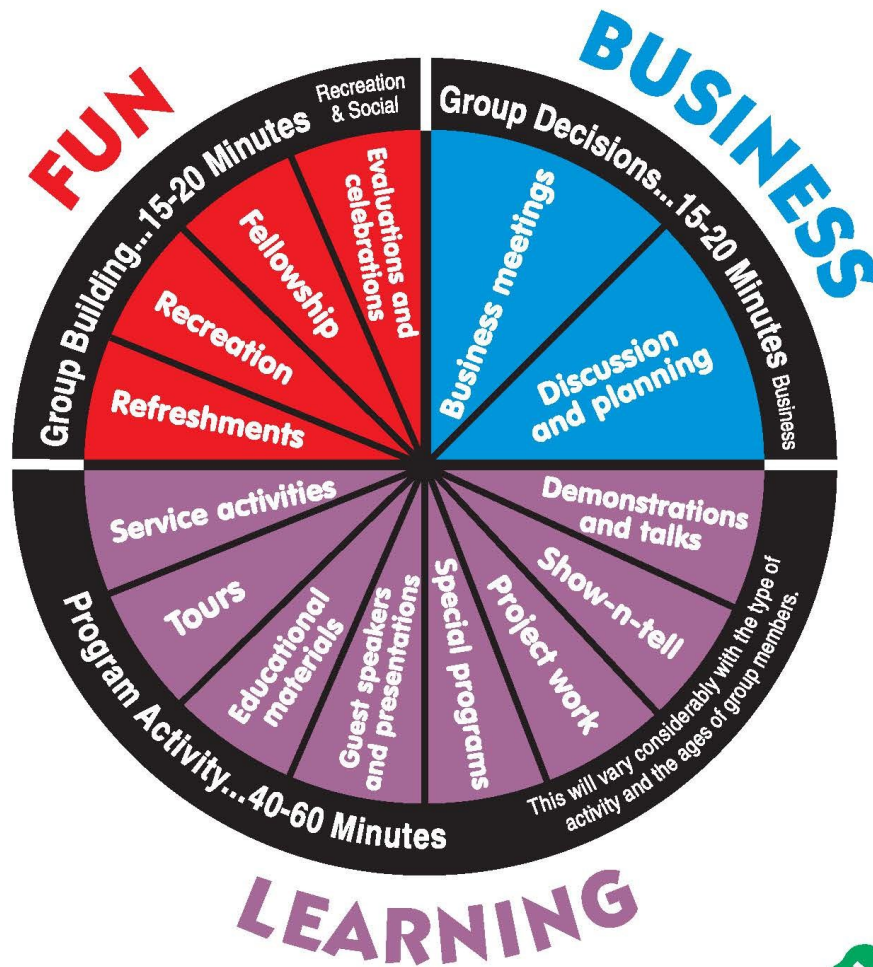 FUN
BUSINESS
Group Building...15-20 Minutes
Recreation
& Social
Group Decisions...15-20 Minutes
Business
Refreshments
Recreation
Fellowship
Evaluations and
celebrations
Business meetings
Discussion
and planning
Demonstrations
and talks
Show-n-tell
Project work
Special programs
Guest speakers
and presentations
Educational
materials
Tours
Service activities
Program Activity...40-60 Minutes
This will vary considerably with the type of
activity and the ages of group members.
LEARNING